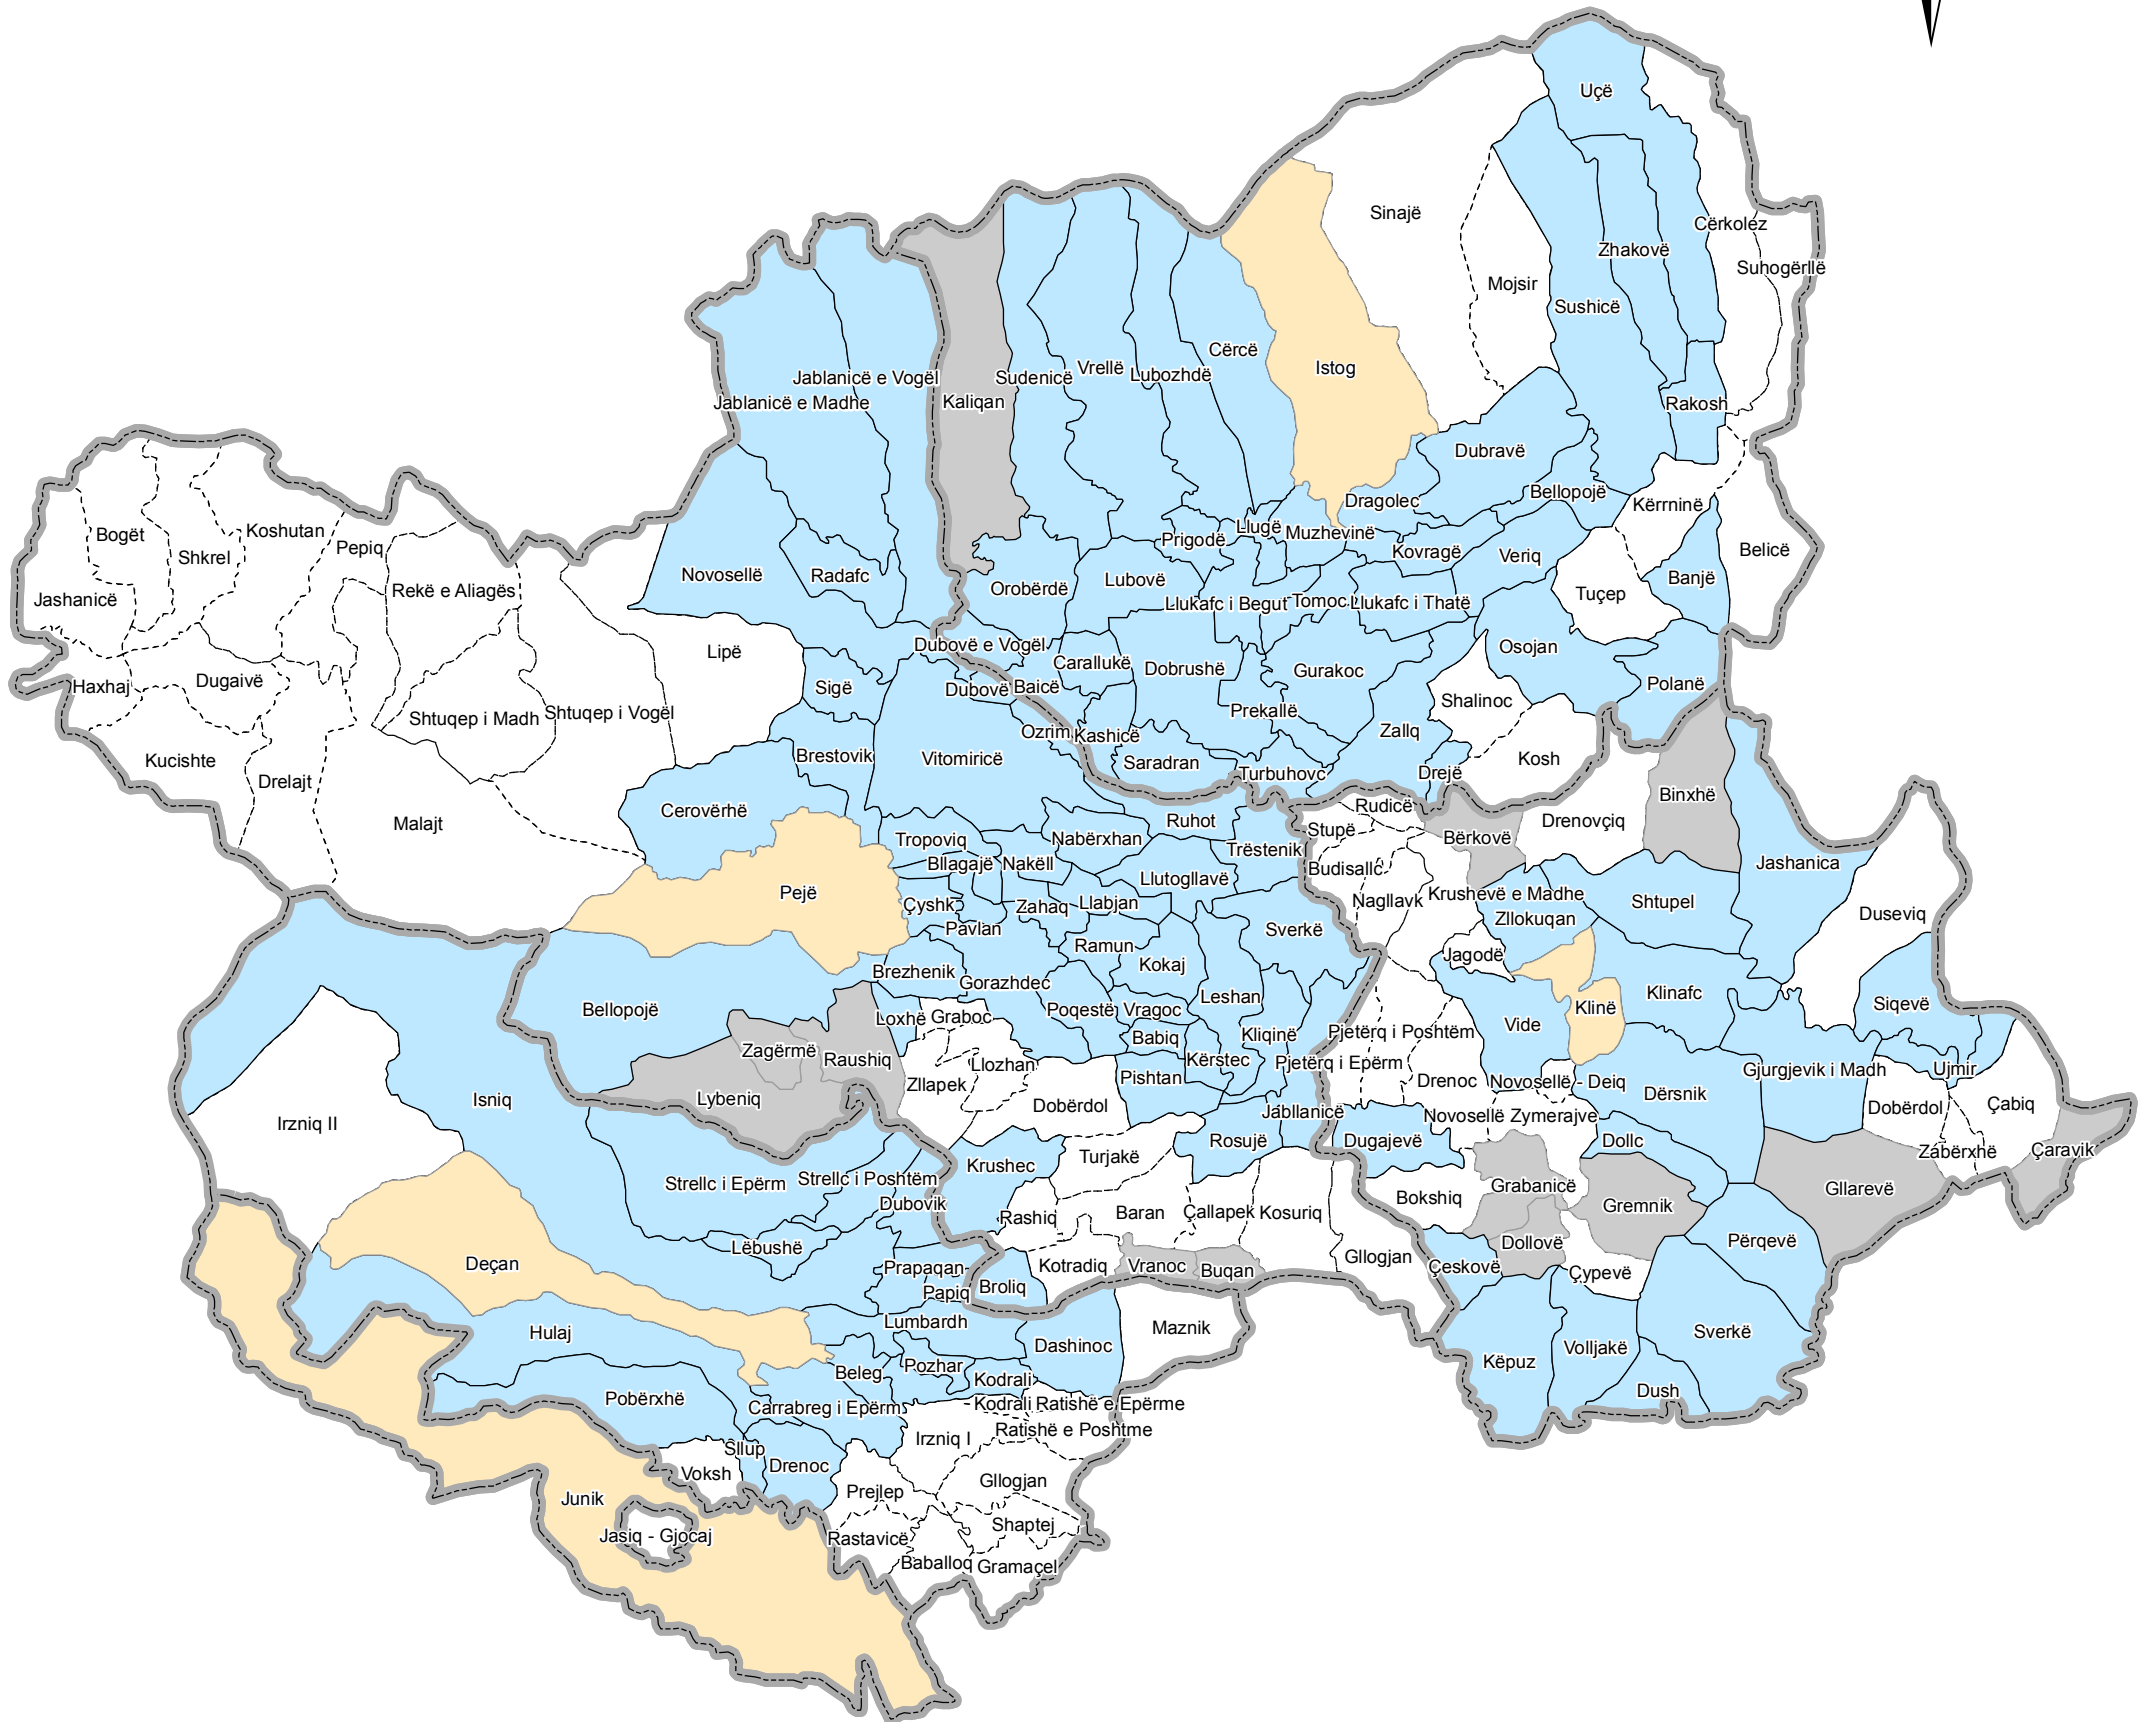 Uçë
Sinajë
Cërkolez
Zhakovë
Suhogërllë
Mojsir
Sushicë
Cërcë
Istog
Vrellë
Lubozhdë
Sudenicë
Jablanicë e Vogël
Kaliqan
Jablanicë e Madhe
Rakosh
Dubravë
Bellopojë
Dragolec
Kërrninë
Llugë
Muzhevinë
Prigodë
Kovragë
Veriq
Belicë
Banjë
Bogët
Koshutan
Pepiq
Shkrel
Novosellë
Radafc
Orobërdë
Lubovë
Rekë e Aliagës
Jashanicë
Llukafc i Begut
Tomoc
Llukafc i Thatë
Tuçep
Dubovë e Vogël
Osojan
Lipë
Carallukë
Dobrushë
Gurakoc
Polanë
Haxhaj
Dugaivë
Sigë
Dubovë
Baicë
Shalinoc
Shtuqep i Madh
Shtuqep i Vogël
Prekallë
Ozrim
Kashicë
Zallq
Kucishte
Brestovik
Vitomiricë
Saradran
Turbuhovc
Drejë
Kosh
Drelajt
Binxhë
Cerovërhë
Malajt
Rudicë
Ruhot
Stupë
Drenovçiq
Tropoviq
Nabërxhan
Bërkovë
Trëstenik
Bllagajë
Nakëll
Budisallc
Jashanica
Llutogllavë
Pejë
Krushevë e Madhe
Çyshk
Zahaq
Llabjan
Nagllavk
Shtupel
Duseviq
Zllokuqan
Pavlan
Sverkë
Ramun
Jagodë
Kokaj
Brezhenik
Gorazhdec
Leshan
Klinafc
Siqevë
Bellopojë
Poqestë
Vragoc
Klinë
Loxhë
Graboc
Vide
Pjetërq i Poshtëm
Babiq
Kliqinë
Zagërmë
Raushiq
Kërstec
Pjetërq i Epërm
Llozhan
Gjurgjevik i Madh
Ujmir
Pishtan
Drenoc
Novosellë - Deiq
Zllapek
Dërsnik
Lybeniq
Isniq
Dobërdol
Jabllanicë
Dobërdol
Çabiq
Novosellë Zymerajve
Irzniq II
Rosujë
Dugajevë
Dollc
Zabërxhë
Çaravik
Turjakë
Krushec
Strellc i Epërm
Strellc i Poshtëm
Grabanicë
Gllarevë
Bokshiq
Dubovik
Gremnik
Rashiq
Baran
Çallapek
Kosuriq
Lëbushë
Dollovë
Përqevë
Deçan
Prapaqan
Kotradiq
Vranoc
Buqan
Gllogjan
Çeskovë
Çypevë
Papiq
Broliq
Lumbardh
Maznik
Hulaj
Sverkë
Dashinoc
Volljakë
Këpuz
Pozhar
Beleg
Kodrali
Dush
Pobërxhë
Carrabreg i Epërm
Kodrali
Ratishë e Epërme
Ratishë e Poshtme
Irzniq I
Sllup
Voksh
Drenoc
Gllogjan
Prejlep
Junik
Shaptej
Jasiq - Gjocaj
Rastavicë
Baballoq
Gramaçel